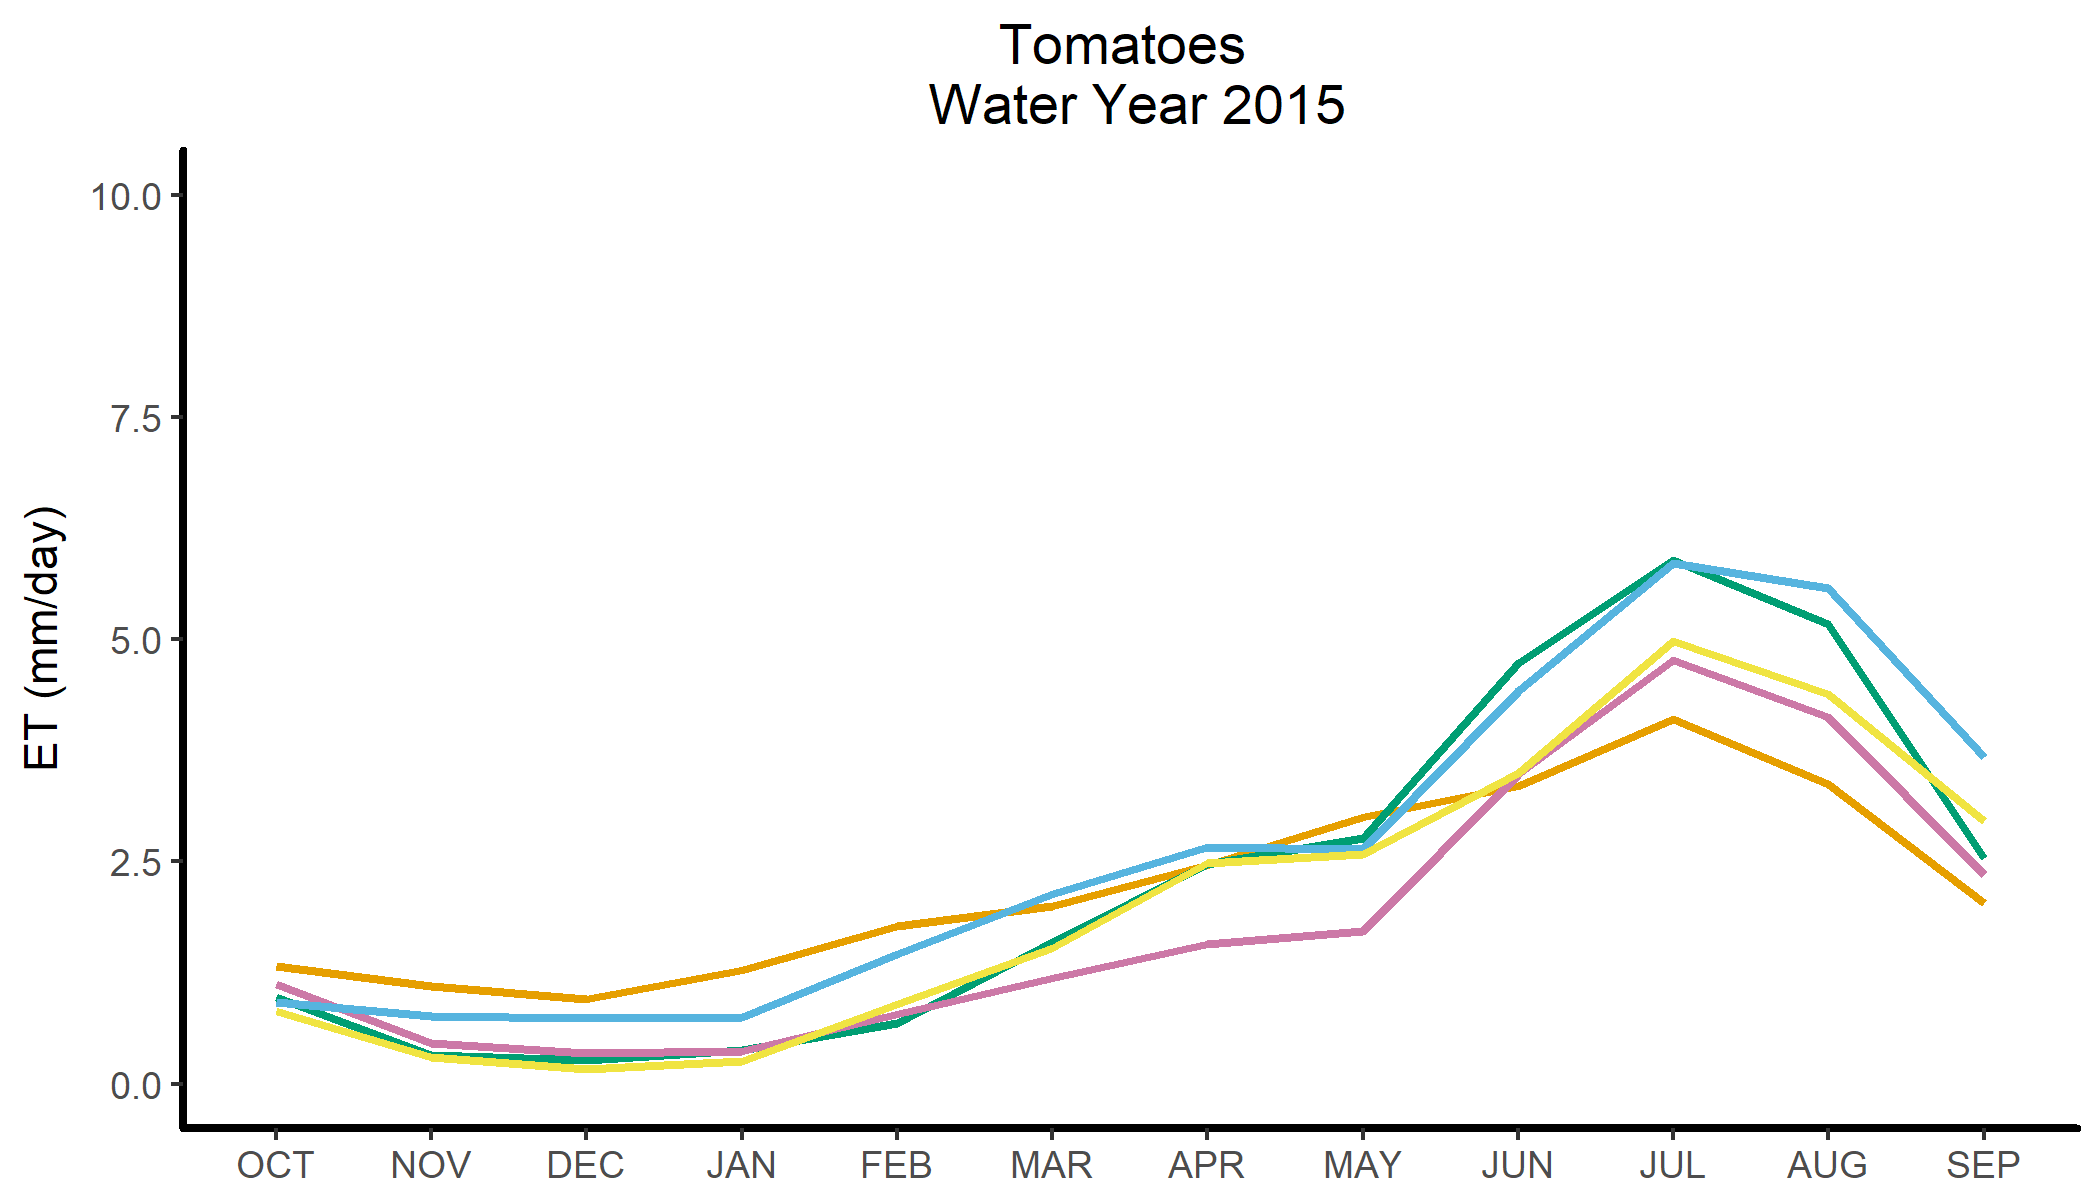 Tomatoes
Water Year 2015
10.0
7.5
5.0
2.5
0.0
ET (mm/day)
OCT NOV DEC JAN FEB MAR APR MAY JUN JUL AUG SEP